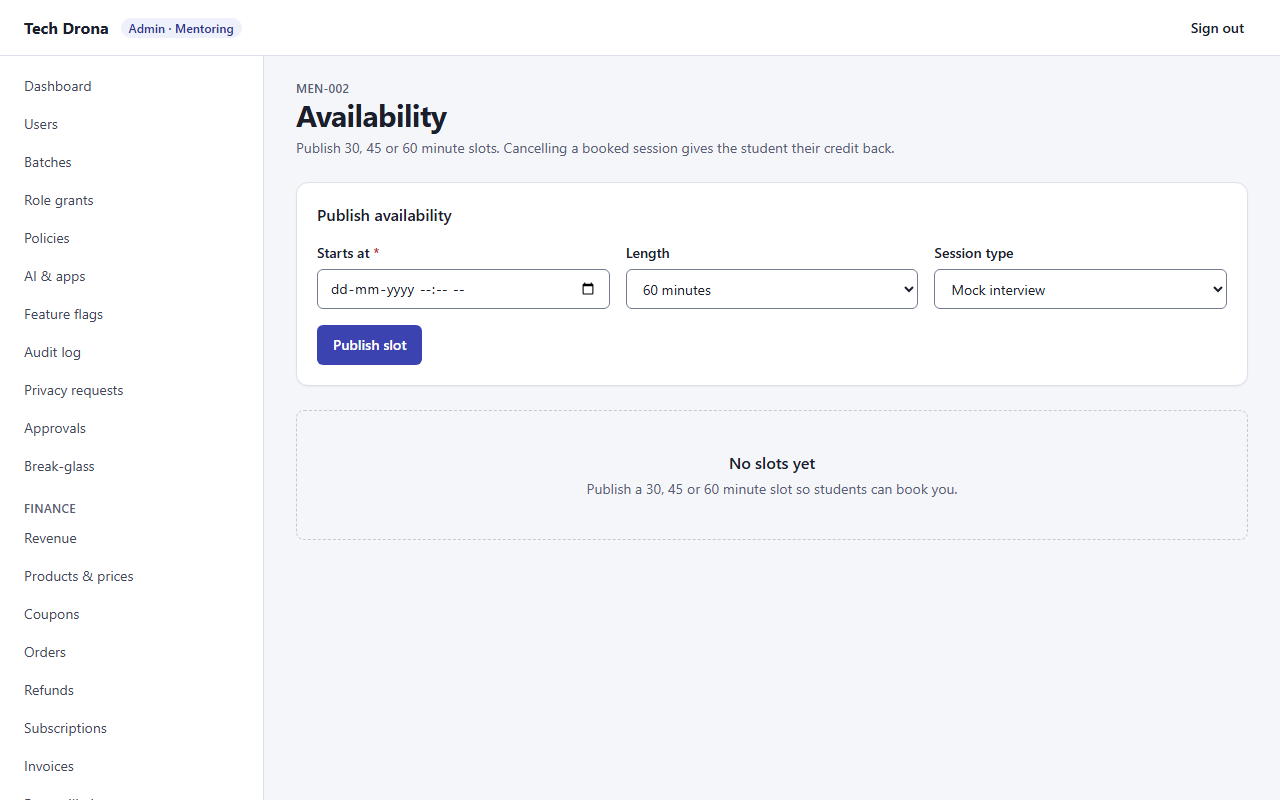 Tech Drona
Admin · Mentoring
Sign out
Dashboard
Users
Batches
Role grants
Policies
AI & apps
Feature flags
Audit log
Privacy requests
Approvals
Break-glass
FINANCE
Revenue
Products & prices
Coupons
Orders
Refunds
Subscriptions
Invoices
MEN-002
Availability
Publish 30, 45 or 60 minute slots. Cancelling a booked session gives the student their credit back.
Publish availability
Starts at *
dd-mm-yyyy --:-- --
Length
60 minutes
Session type
Mock interview
Publish slot
No slots yet
Publish a 30, 45 or 60 minute slot so students can book you.